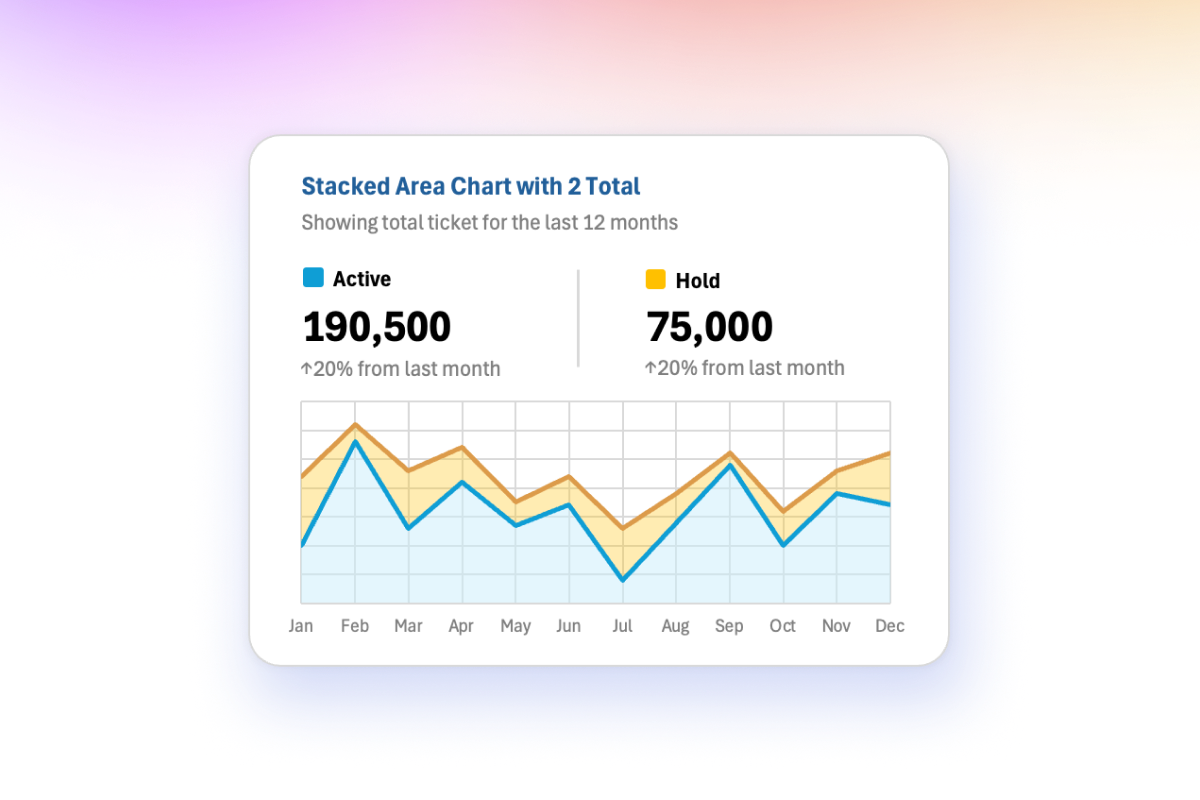 Stacked Area Chart with 2 Total
Showing total ticket for the last 12 months
Active
190,500
↑20% from last month
Hold
75,000
↑20% from last month
Jan Feb Mar Apr May Jun Jul Aug Sep Oct Nov Dec